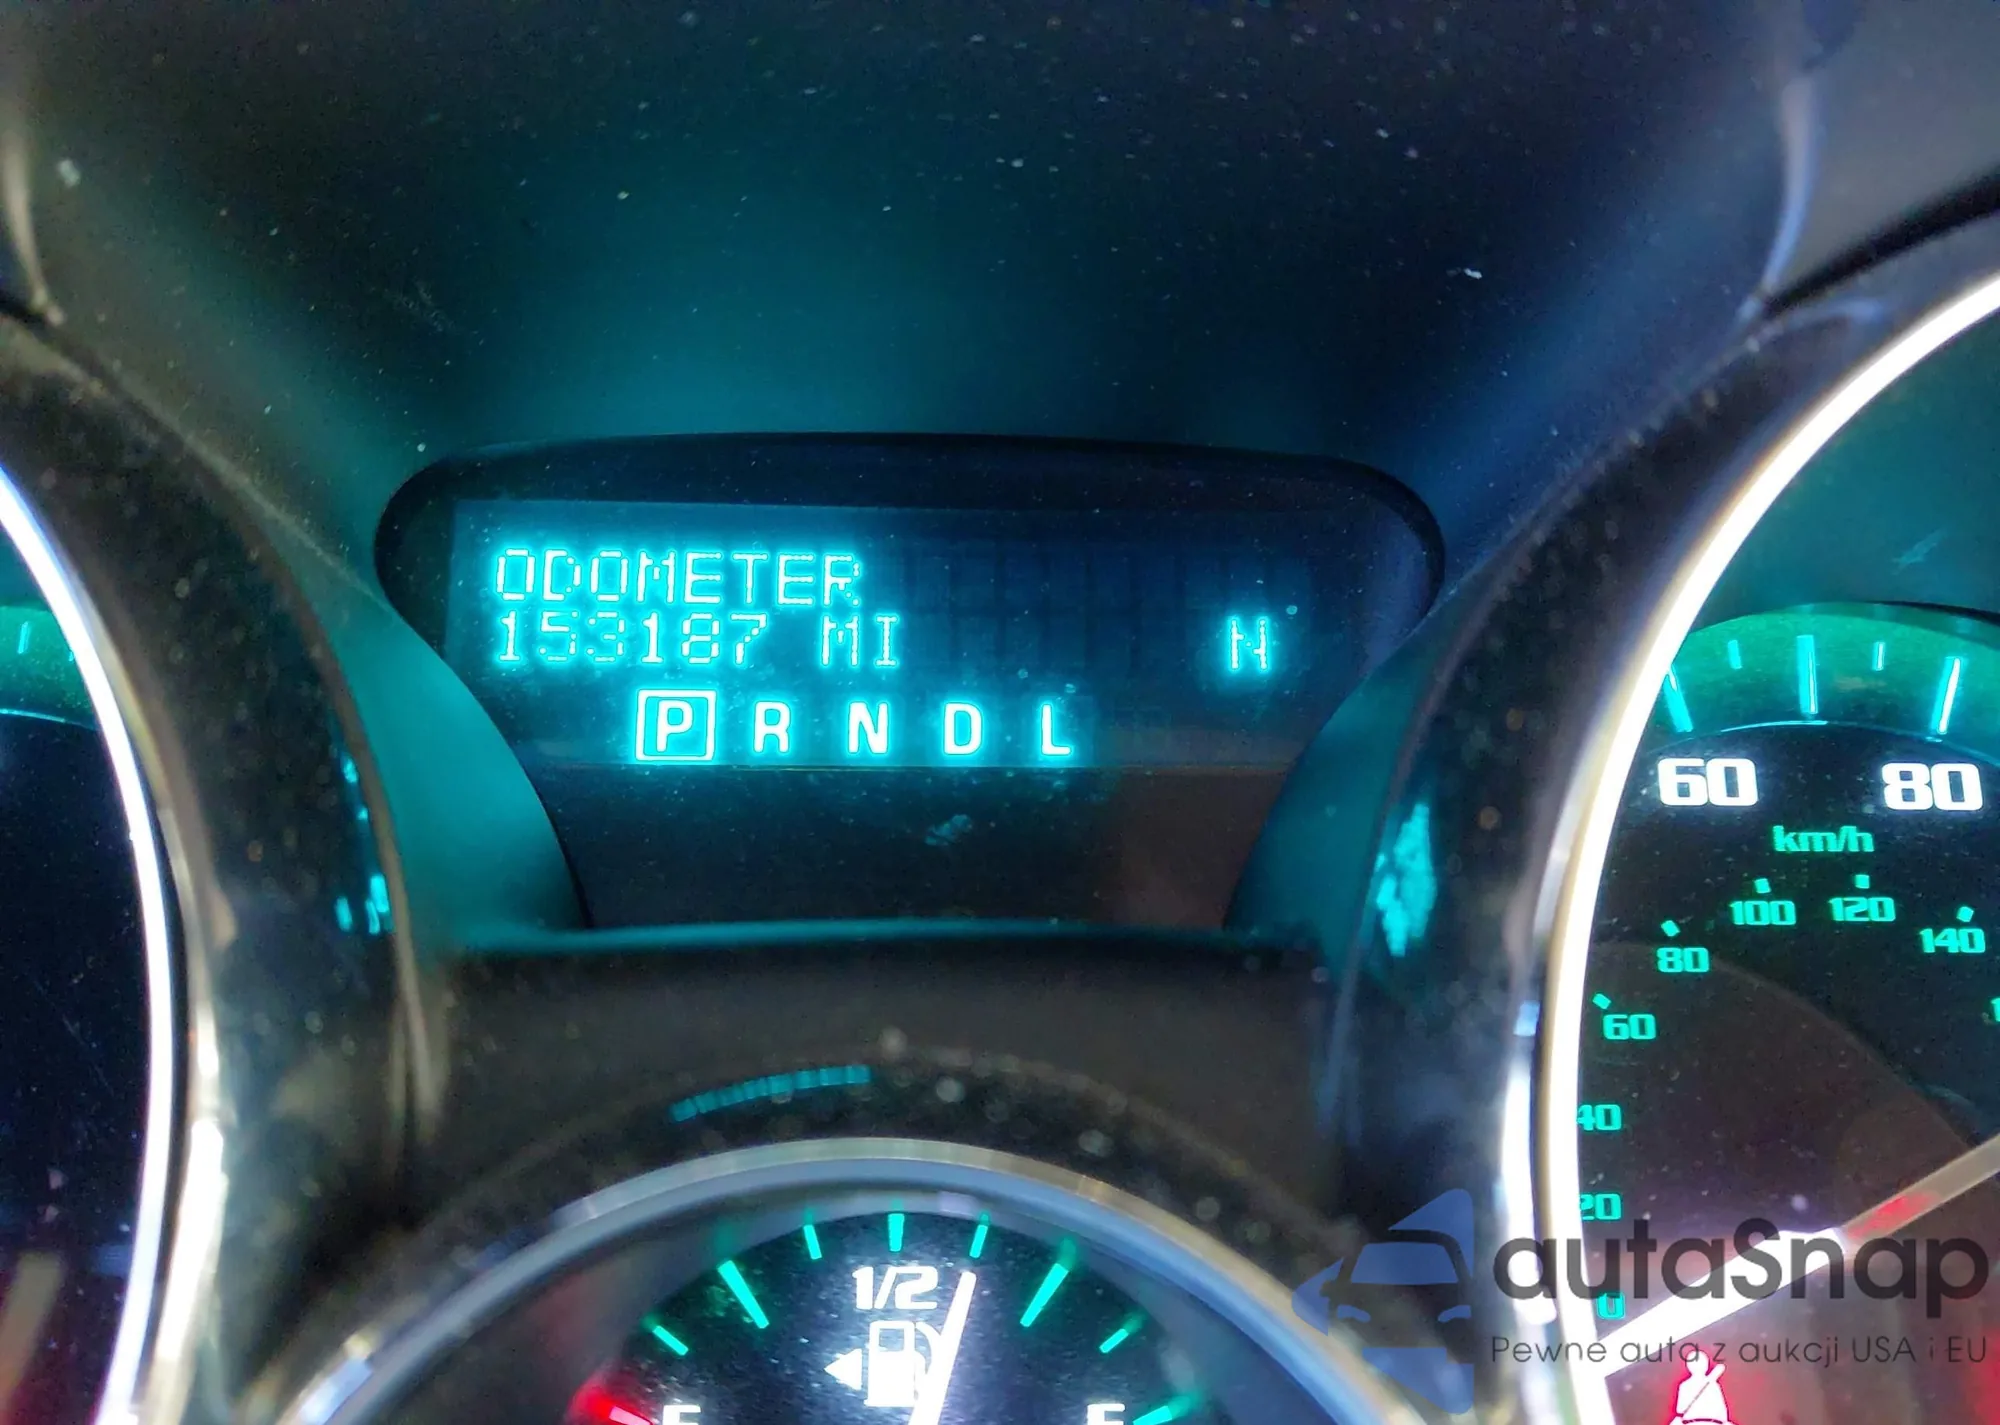 ODOMETER
153187 MI N
P R N D L
60 80
km/h
100 120
80 140
60
40
20
0
1/2
E F
autaSnap
Pewne auta z aukcji USA i EU